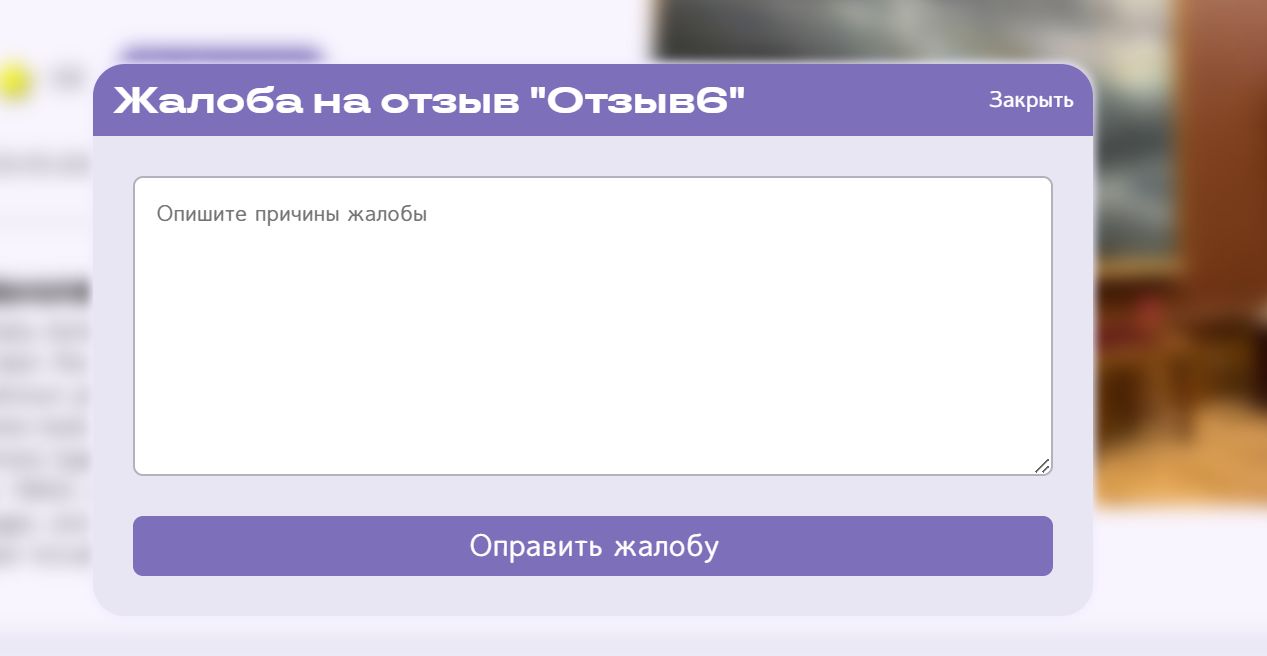 Жалоба на отзыв "Отзыв6"
Закрыть
Опишите причины жалобы
Оправить жалобу